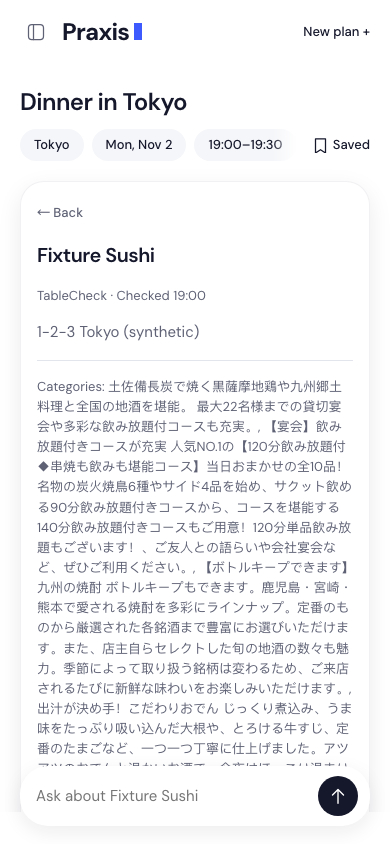 Praxis
New plan +
Dinner in Tokyo
Tokyo
Mon, Nov 2
19:00–19:30
Saved
← Back
Fixture Sushi
TableCheck · Checked 19:00
1-2-3 Tokyo (synthetic)
Categories: 土佐備長炭で焼く黒薩摩地鶏や九州郷土
料理と全国の地酒を堪能。 最大22名様までの貸切宴
会や多彩な飲み放題付コースも充実。, 【宴会】飲み
放題付きコースが充実 人気NO.1の【120分飲み放題付
◆串焼も飲みも堪能コース】当日おまかせの全10品！
名物の炭火焼鳥6種やサイド4品を始め、サクット飲め
る90分飲み放題付きコースから、コースを堪能する
140分飲み放題付きコースもご用意！ 120分単品飲み放
題もございます！ 、ご友人との語らいや会社宴会な
ど、ぜひご利用ください。, 【ボトルキープできます】
九州の焼酎 ボトルキープもできます。鹿児島・宮崎・
熊本で愛される焼酎を多彩にラインナップ。定番のも
のから厳選された各銘酒まで豊富にお選びいただけま
す。また、店主自らセレクトした旬の地酒の数々も魅
力。季節によって取り扱う銘柄は変わるため、ご来店
されるたびに新鮮な味わいをお楽しみいただけます。,
出汁が決め手！こだわりおでん じっくり煮込み、うま
味をたっぷり吸い込んだ大根や、とろける牛すじ、定
番のたまごなど、一つ一つ丁寧に仕上げました。アツ
Ask about Fixture Sushi